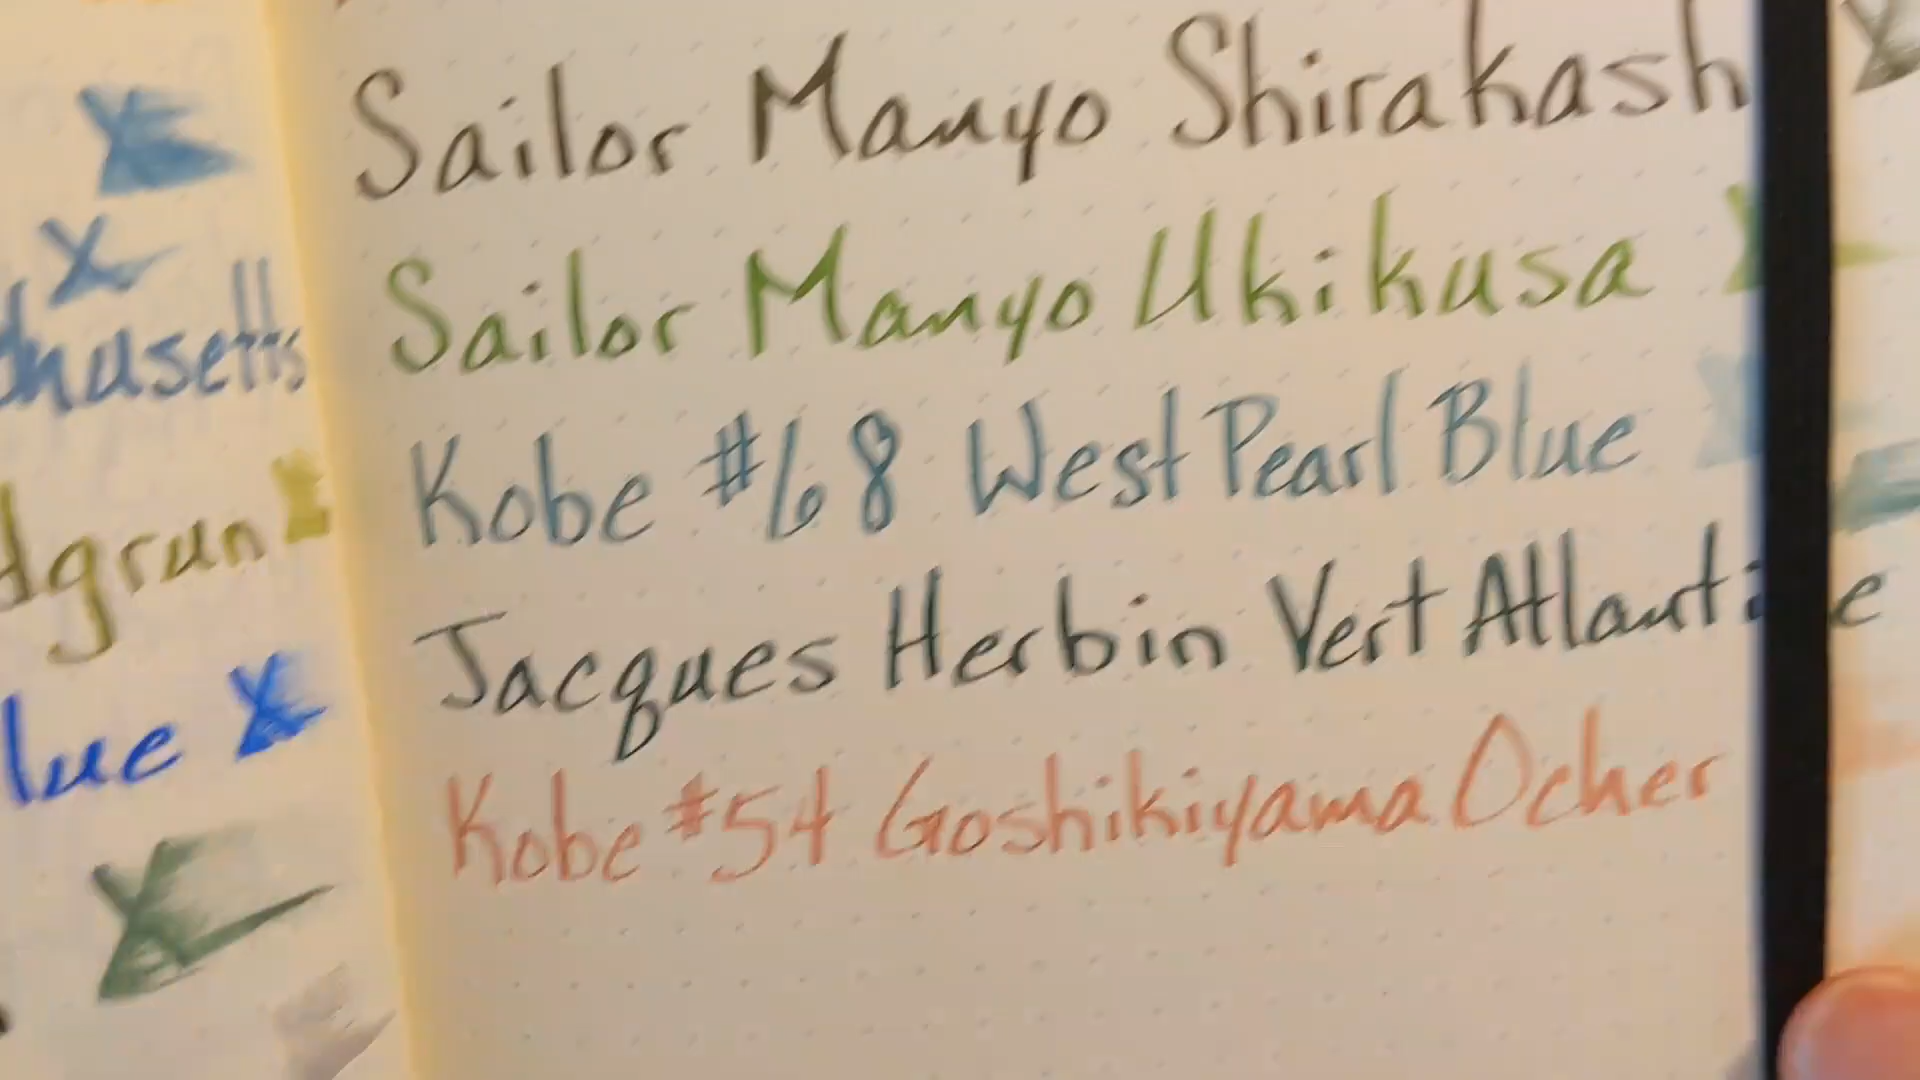 Sailor Manyo Shirakash
Sailor Manyo Ukikusa
Kobe #68 West Pearl Blue
Jacques Herbin Vert Atlanti e
Kobe #54 Goshikiyama Ocher
husetts
dgrun
lue